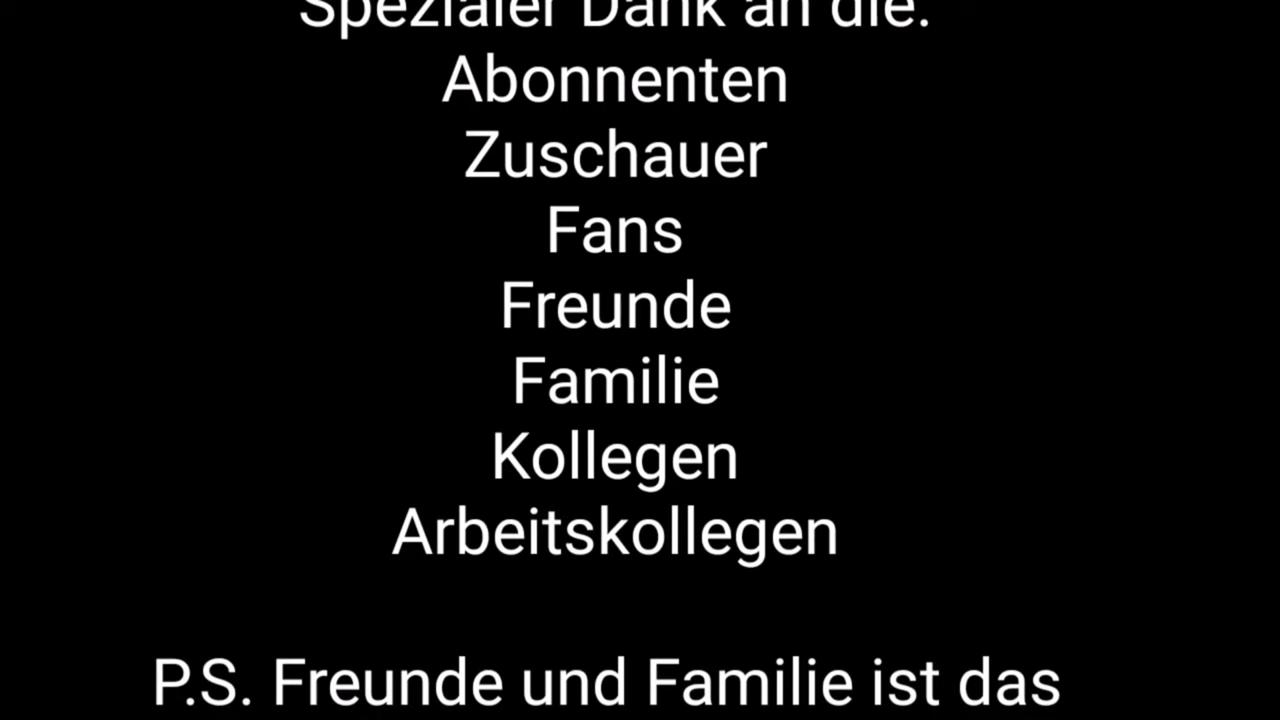 Spezialer Dank an die:
Abonnenten
Zuschauer
Fans
Freunde
Familie
Kollegen
Arbeitskollegen
P.S. Freunde und Familie ist das